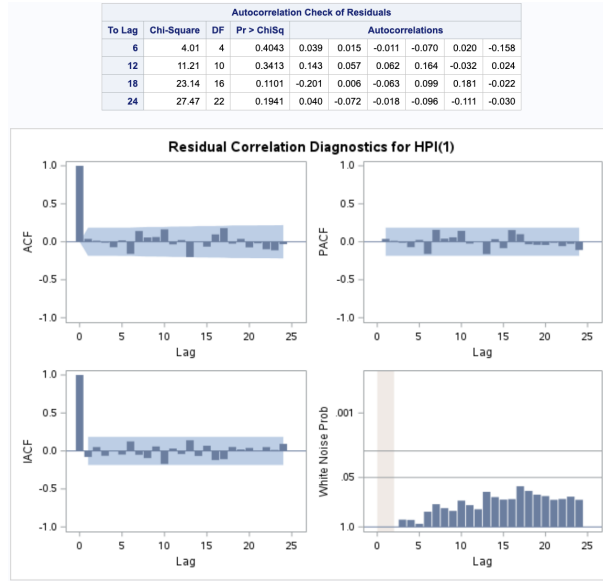 Autocorrelation Check of Residuals
To Lag Chi-Square DF Pr > ChiSq Autocorrelations
6 4.01 4 0.4043 0.039 0.015 -0.011 -0.070 0.020 -0.158
12 11.21 10 0.3413 0.143 0.057 0.062 0.164 -0.032 0.024
18 23.14 16 0.1101 -0.201 0.006 -0.063 0.099 0.181 -0.022
24 27.47 22 0.1941 0.040 -0.072 -0.018 -0.096 -0.111 -0.030
Residual Correlation Diagnostics for HPI(1)
1.0
0.5
0.0
-0.5
-1.0
ACF
0 5 10 15 20 25
Lag
1.0
0.5
0.0
-0.5
-1.0
PACF
0 5 10 15 20 25
Lag
1.0
0.5
0.0
-0.5
-1.0
IACF
0 5 10 15 20 25
Lag
.001
.05
1.0
White Noise Prob
0 5 10 15 20 25
Lag